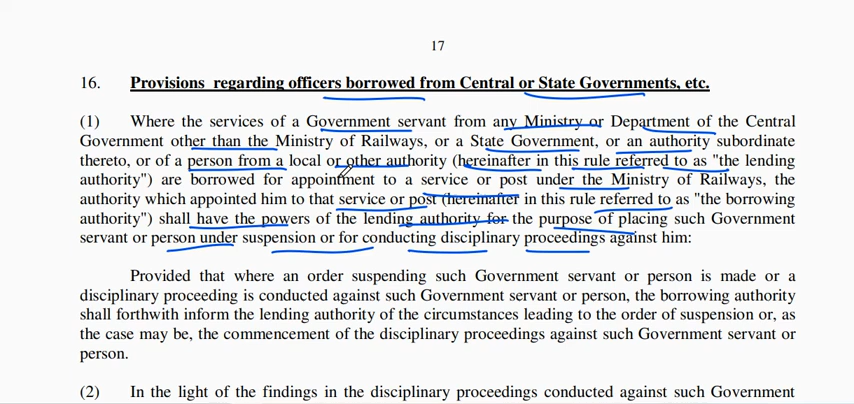 17
16. Provisions regarding officers borrowed from Central or State Governments, etc.
(1) Where the services of a Government servant from any Ministry or Department of the Central
Government other than the Ministry of Railways, or a State Government, or an authority subordinate
thereto, or of a person from a local or other authority (hereinafter in this rule referred to as "the lending
authority") are borrowed for appointment to a service or post under the Ministry of Railways, the
authority which appointed him to that service or post (hereinafter in this rule referred to as "the borrowing
authority") shall have the powers of the lending authority for the purpose of placing such Government
servant or person under suspension or for conducting disciplinary proceedings against him:
Provided that where an order suspending such Government servant or person is made or a
disciplinary proceeding is conducted against such Government servant or person, the borrowing authority
shall forthwith inform the lending authority of the circumstances leading to the order of suspension or, as
the case may be, the commencement of the disciplinary proceedings against such Government servant or
person.
(2) In the light of the findings in the disciplinary proceedings conducted against such Government